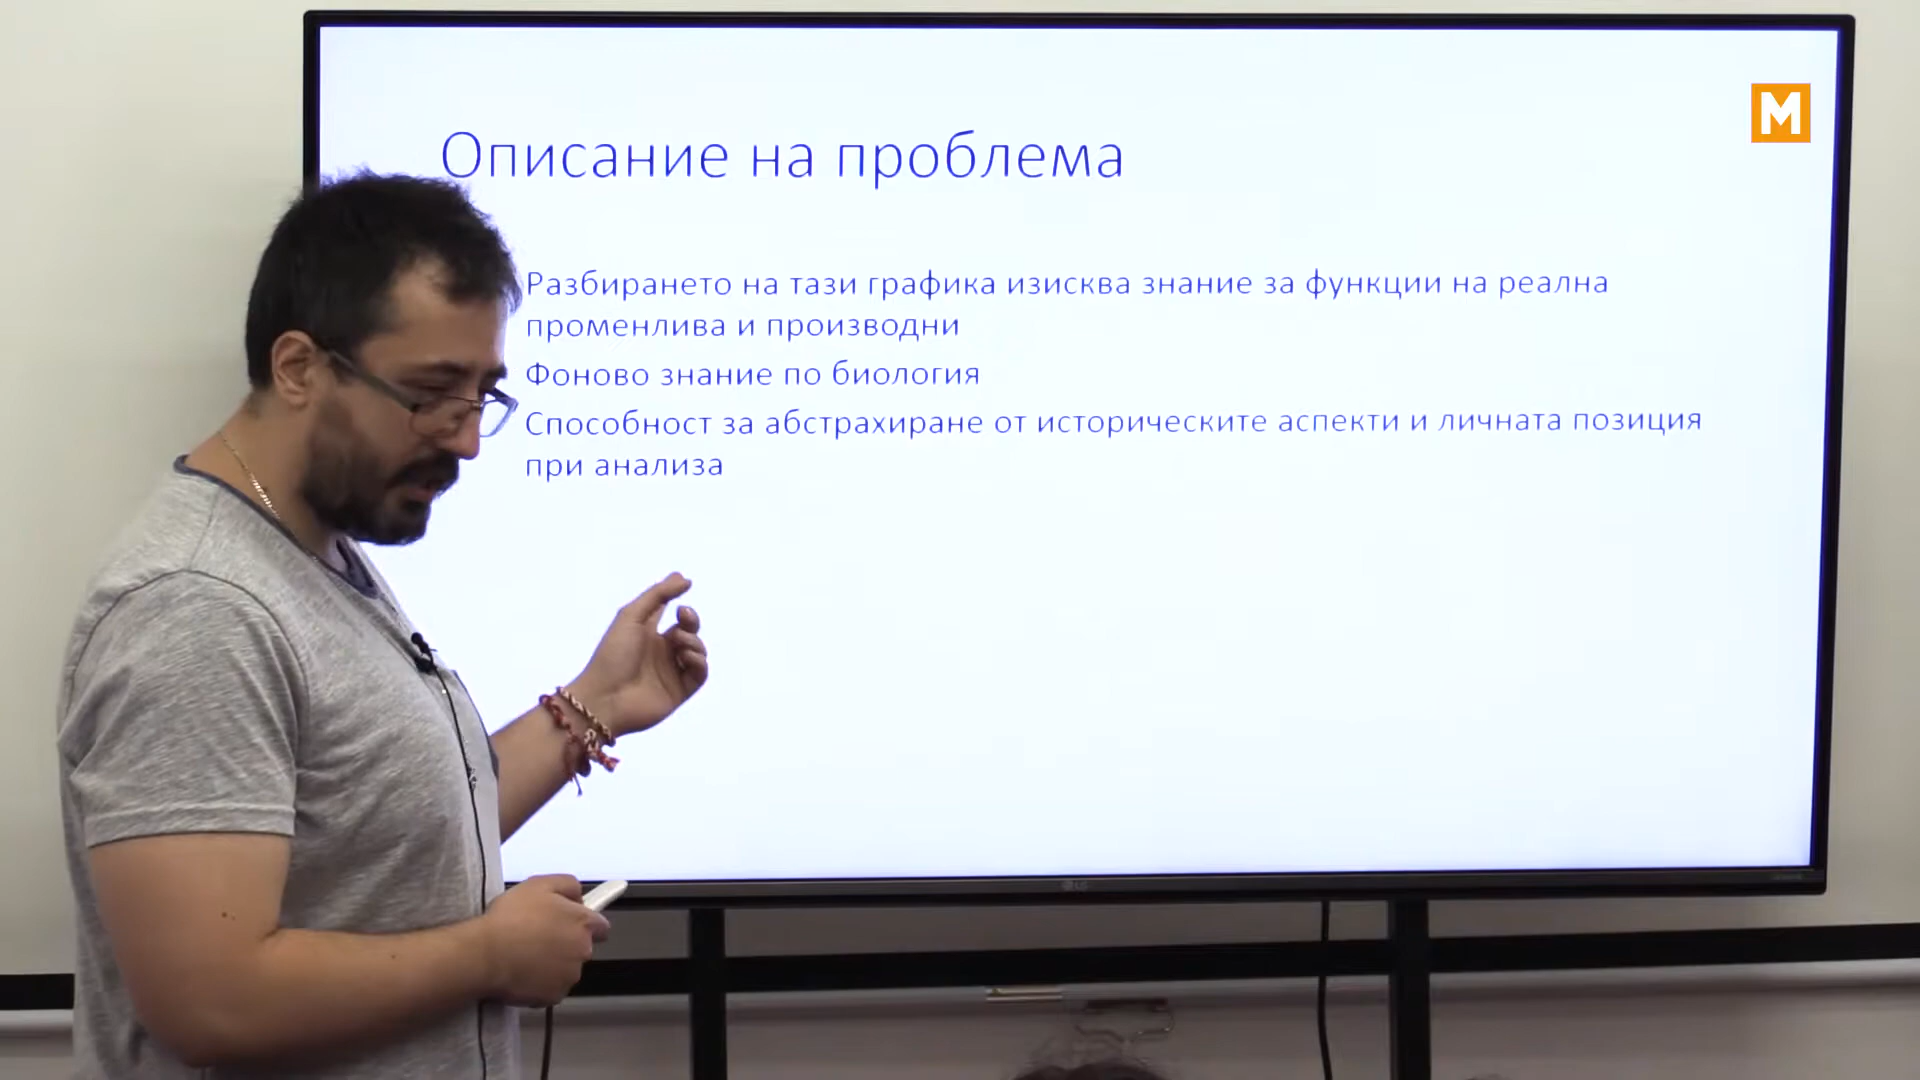 M
Описание на проблема
Разбирането на тази графика изисква знание за функции на реална
променлива и производни
Фоново знание по биология
Способност за абстрахиране от историческите аспекти и личната позиция
при анализа
LG